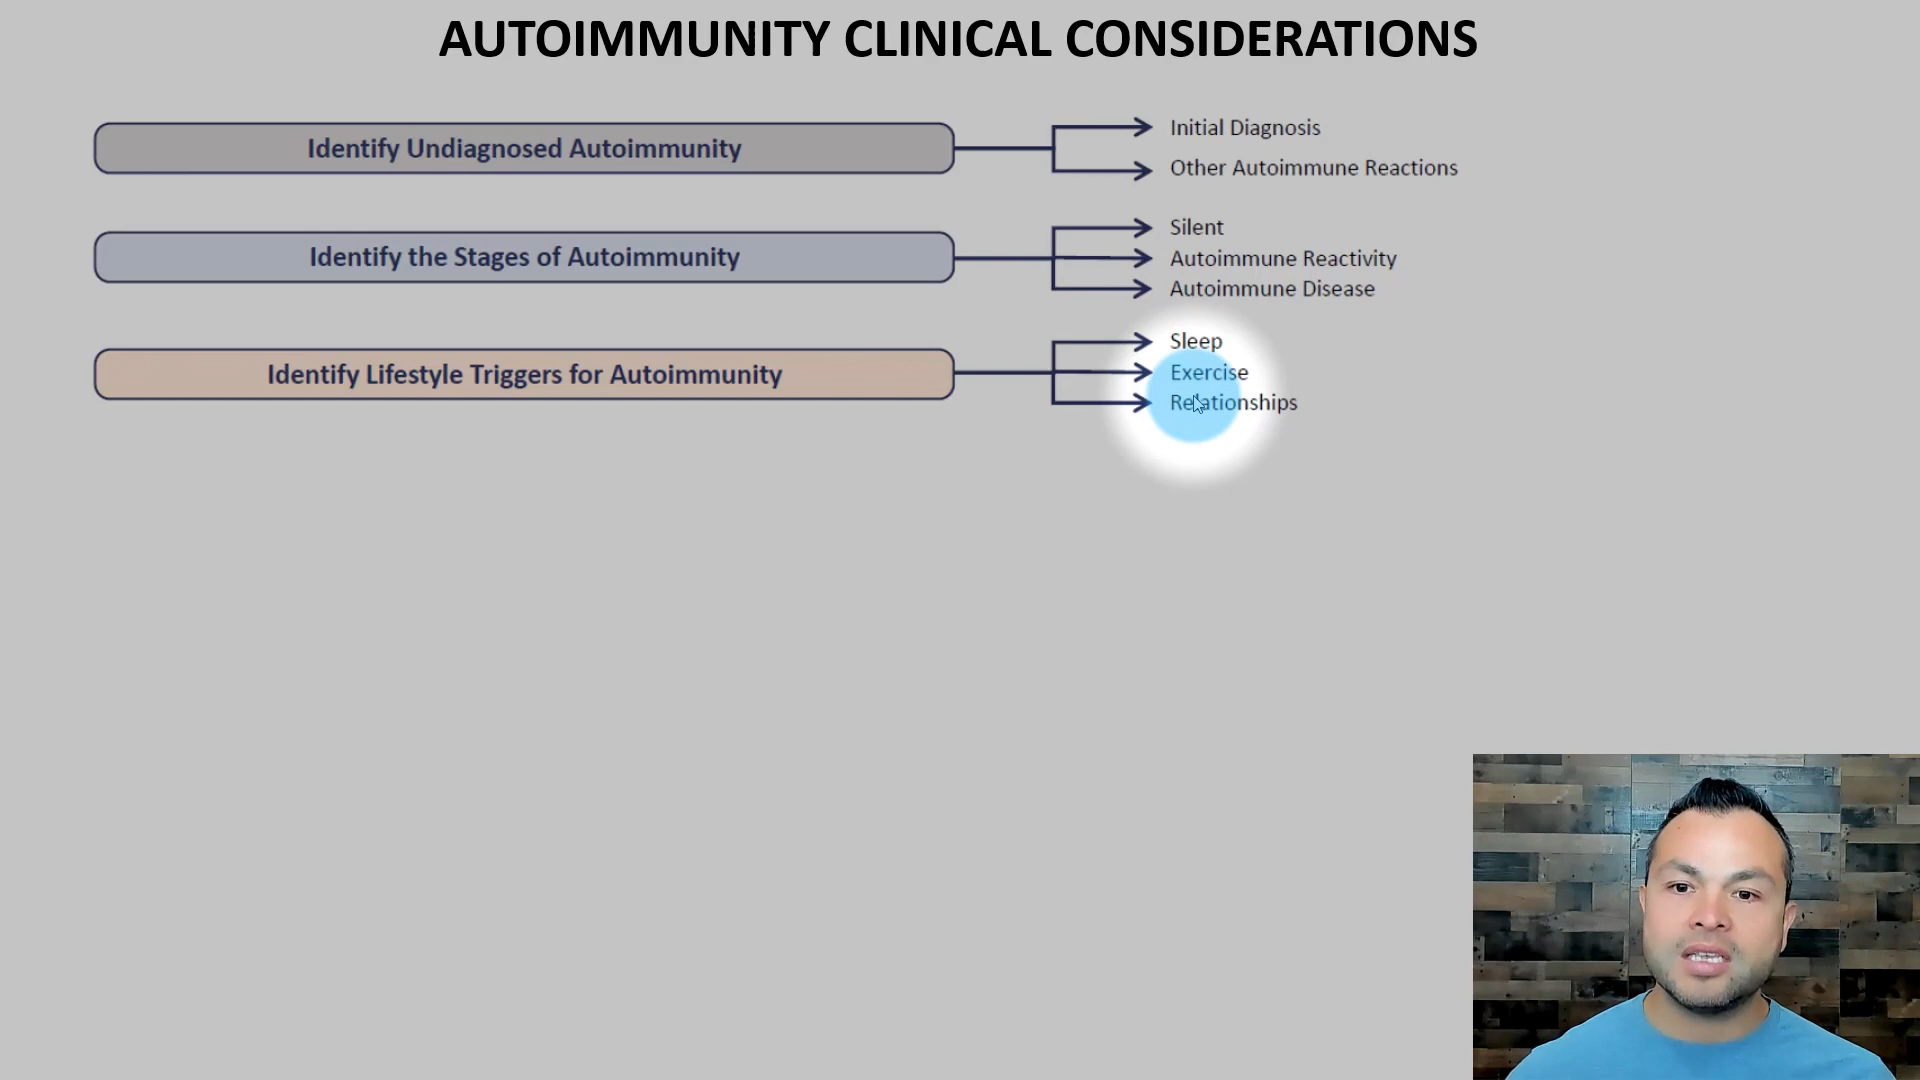 AUTOIMMUNITY CLINICAL CONSIDERATIONS
Identify Undiagnosed Autoimmunity
Initial Diagnosis
Other Autoimmune Reactions
Identify the Stages of Autoimmunity
Silent
Autoimmune Reactivity
Autoimmune Disease
Identify Lifestyle Triggers for Autoimmunity
Sleep
Exercise
Relationships